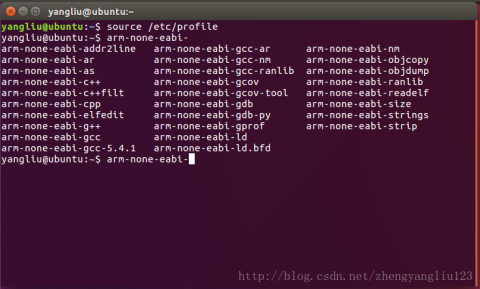 yangliu@ubuntu: ~
yangliu@ubuntu:~$ source /etc/profile
yangliu@ubuntu:~$ arm-none-eabi-
arm-none-eabi-addr2line arm-none-eabi-gcc-ar arm-none-eabi-nm
arm-none-eabi-ar arm-none-eabi-gcc-nm arm-none-eabi-objcopy
arm-none-eabi-as arm-none-eabi-gcc-ranlib arm-none-eabi-objdump
arm-none-eabi-c++ arm-none-eabi-gcov arm-none-eabi-ranlib
arm-none-eabi-c++filt arm-none-eabi-gcov-tool arm-none-eabi-readelf
arm-none-eabi-cpp arm-none-eabi-gdb arm-none-eabi-size
arm-none-eabi-elfedit arm-none-eabi-gdb-py arm-none-eabi-strings
arm-none-eabi-g++ arm-none-eabi-gprof arm-none-eabi-strip
arm-none-eabi-gcc arm-none-eabi-ld
arm-none-eabi-gcc-5.4.1 arm-none-eabi-ld.bfd
yangliu@ubuntu:~$ arm-none-eabi-
http://blog.csdn.net/zhengyangliu123